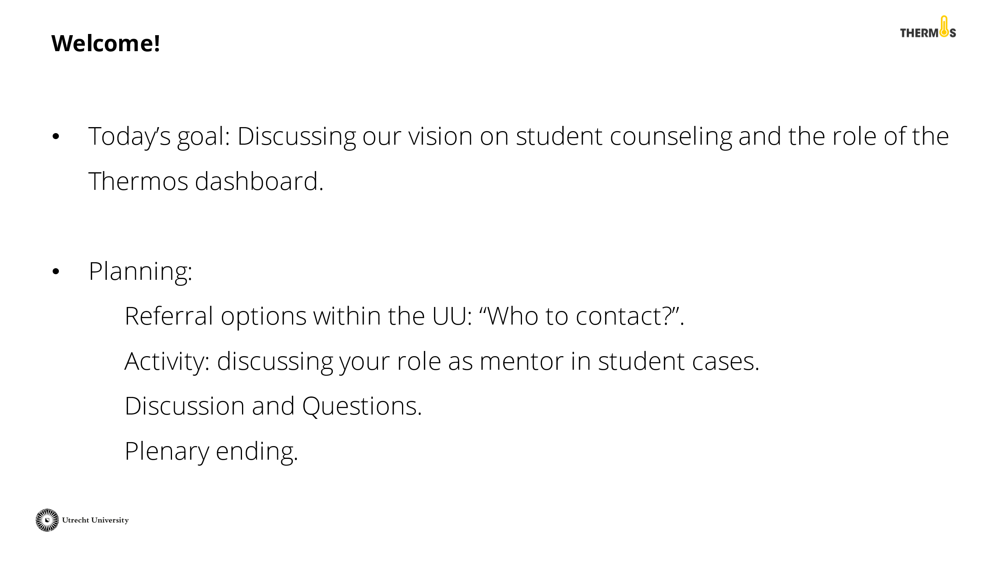 Welcome!
THERMOS
• Today’s goal: Discussing our vision on student counseling and the role of the
Thermos dashboard.
• Planning:
Referral options within the UU: “Who to contact?”.
Activity: discussing your role as mentor in student cases.
Discussion and Questions.
Plenary ending.
Utrecht University